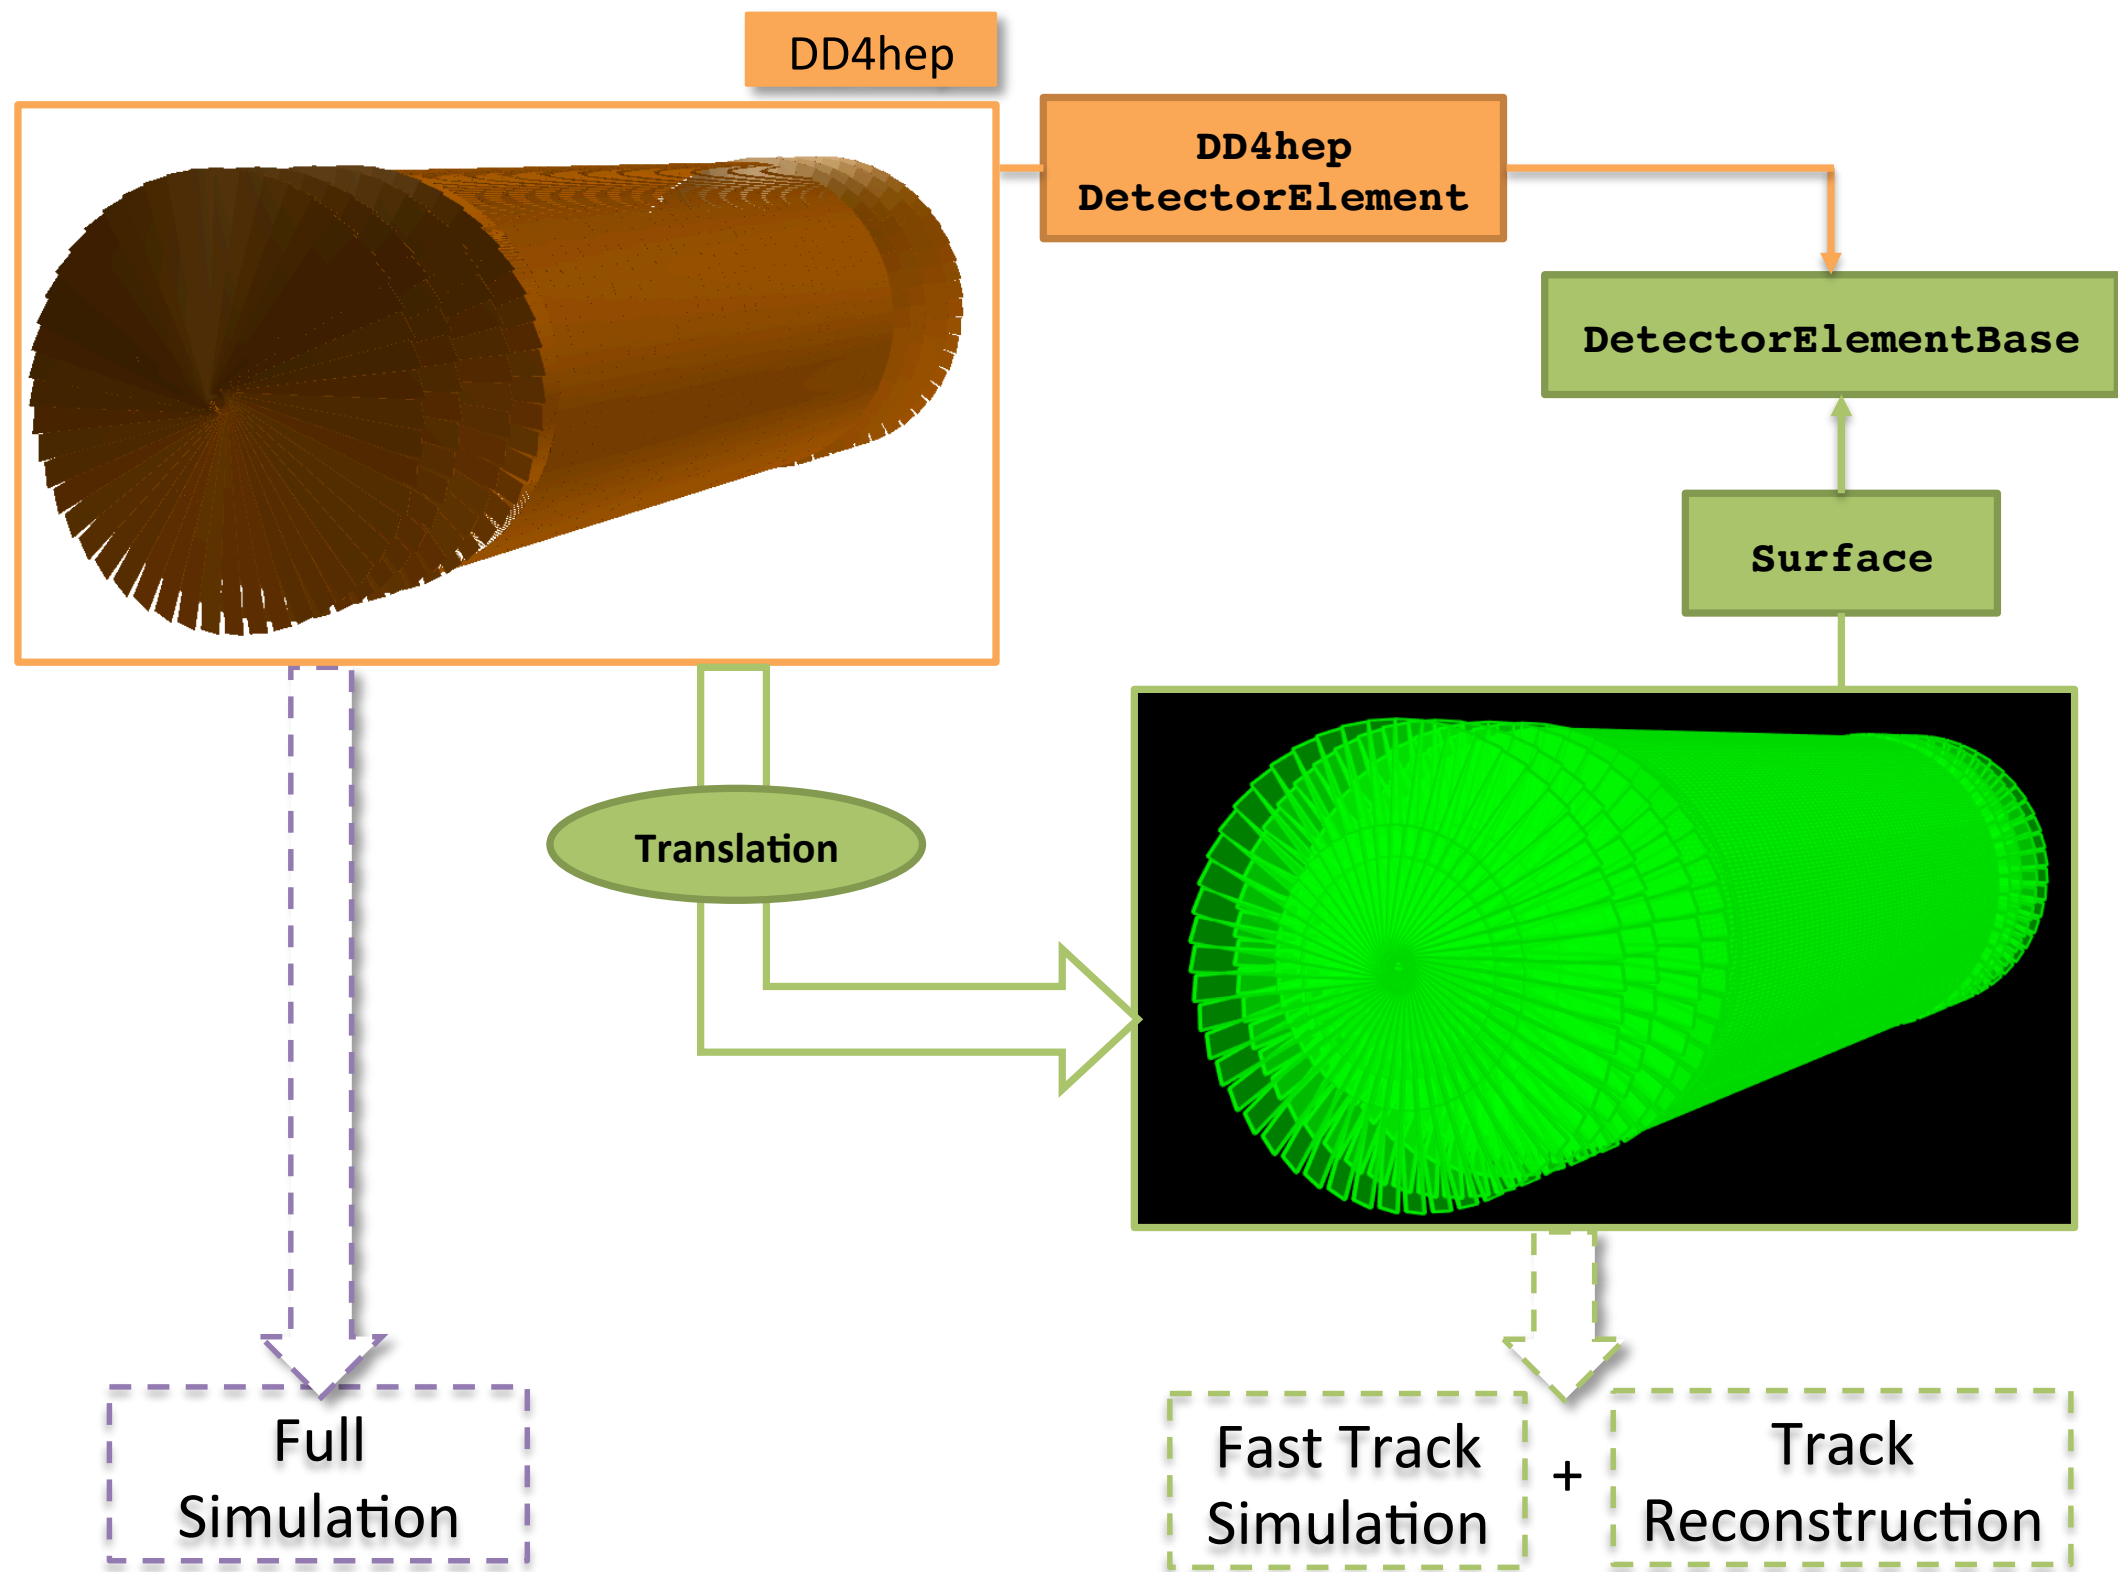 DD4hep
DD4hep
DetectorElement
DetectorElementBase
Surface
Translation
Full
Simulation
Fast Track
Simulation
+
Track
Reconstruction